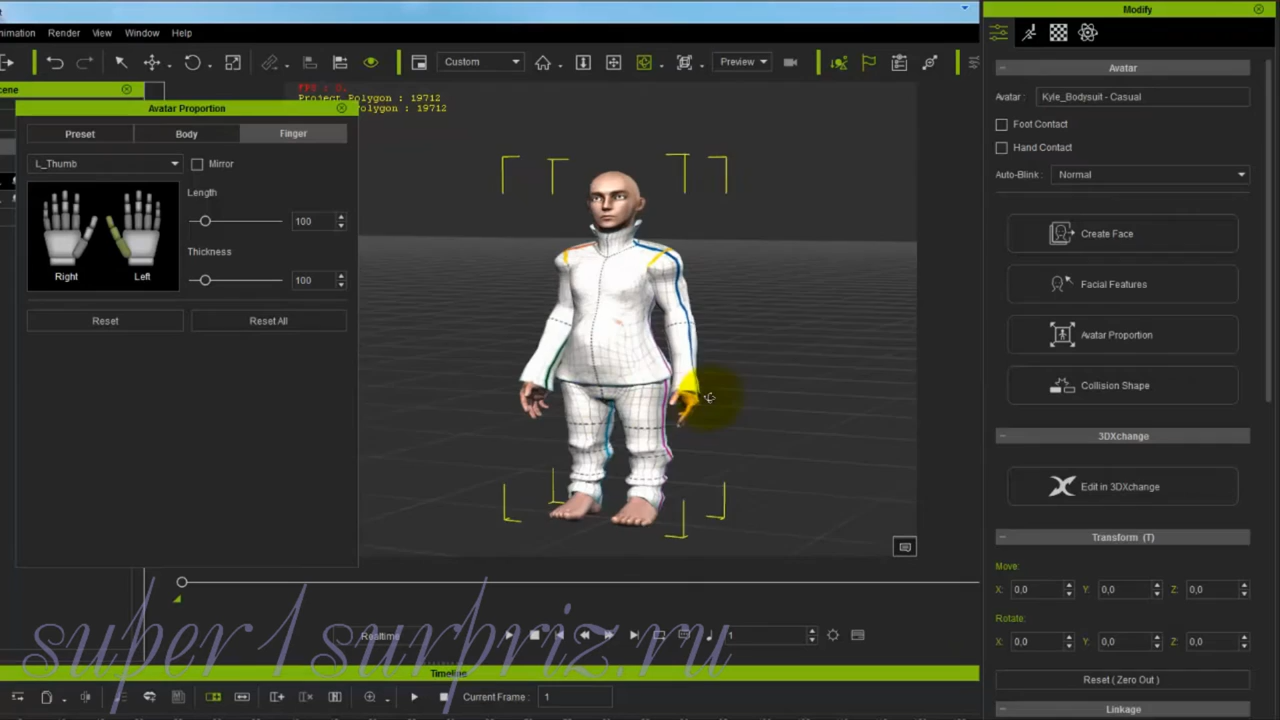 t
Modify
nimation Render View Window Help
Custom
Preview
cene
Avatar Proportion
Project Polygon : 19712
Polygon : 19712
Preset Body Finger
L_Thumb
Mirror
Length
100
Thickness
100
Right Left
Reset Reset All
Avatar
Avatar : Kyle_Bodysuit - Casual
Foot Contact
Hand Contact
Auto-Blink : Normal
Create Face
Facial Features
Avatar Proportion
Collision Shape
3DXchange
Edit in 3DXchange
Transform (T)
Move:
X: 0,0 Y: 0,0 Z: 0,0
Rotate:
X: 0,0 Y: 0,0 Z: 0,0
Reset ( Zero Out )
Linkage
Realtime
1
super1surpriz.ru
Timeline
Current Frame : 1